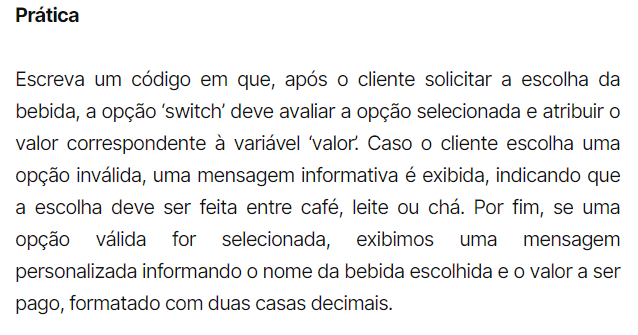 Prática
Escreva um código em que, após o cliente solicitar a escolha da
bebida, a opção ‘switch’ deve avaliar a opção selecionada e atribuir o
valor correspondente à variável ‘valor’. Caso o cliente escolha uma
opção inválida, uma mensagem informativa é exibida, indicando que
a escolha deve ser feita entre café, leite ou chá. Por fim, se uma
opção válida for selecionada, exibimos uma mensagem
personalizada informando o nome da bebida escolhida e o valor a ser
pago, formatado com duas casas decimais.